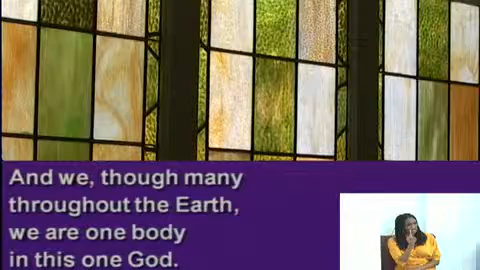 And we, though many
throughout the Earth,
we are one body
in this one God.